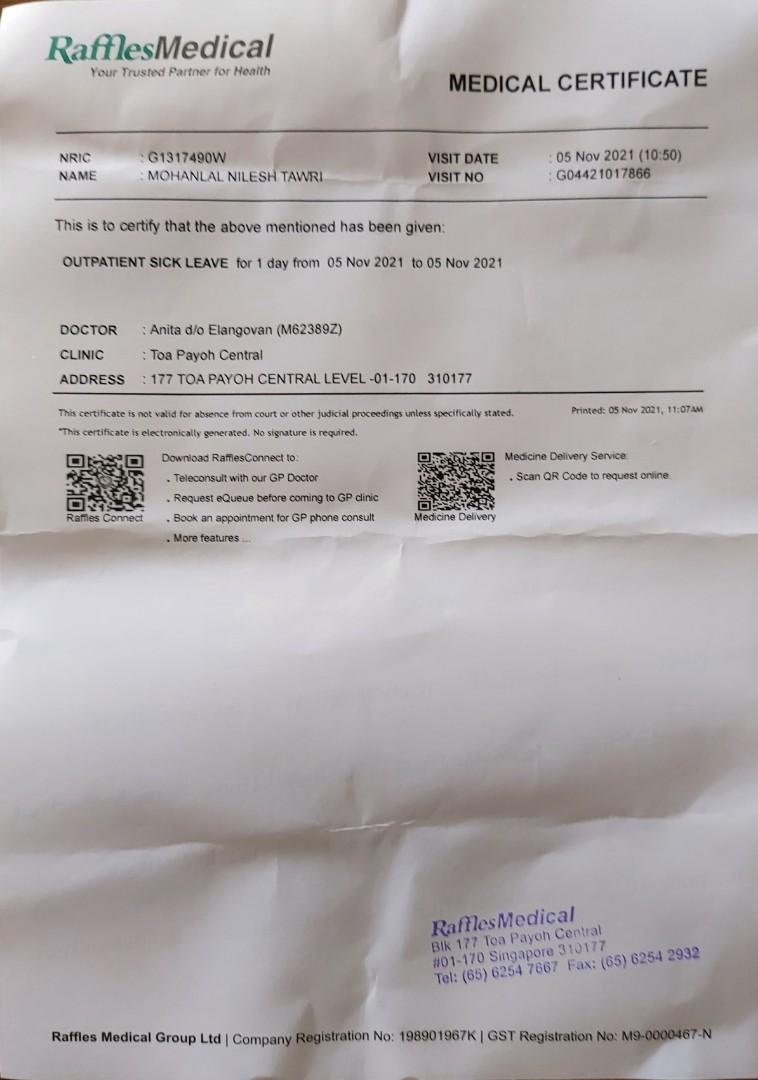 RafflesMedical
Your Trusted Partner for Health
MEDICAL CERTIFICATE
NRIC : G1317490W VISIT DATE : 05 Nov 2021 (10:50)
NAME : MOHANLAL NILESH TAWRI VISIT NO : G04421017866
This is to certify that the above mentioned has been given:
OUTPATIENT SICK LEAVE for 1 day from 05 Nov 2021 to 05 Nov 2021
DOCTOR : Anita d/o Elangovan (M62389Z)
CLINIC : Toa Payoh Central
ADDRESS : 177 TOA PAYOH CENTRAL LEVEL -01-170 310177
This certificate is not valid for absence from court or other judicial proceedings unless specifically stated. Printed: 05 Nov 2021, 11:07AM
*This certificate is electronically generated. No signature is required.
Download RafflesConnect to: Medicine Delivery Service:
. Teleconsult with our GP Doctor . Scan QR Code to request online.
. Request eQueue before coming to GP clinic
Raffles Connect . Book an appointment for GP phone consult Medicine Delivery
. More features ...
RafflesMedical
Blk 177 Toa Payoh Central
#01-170 Singapore 310177
Tel: (65) 6254 7667 Fax: (65) 6254 2932
Raffles Medical Group Ltd | Company Registration No: 198901967K | GST Registration No: M9-0000467-N